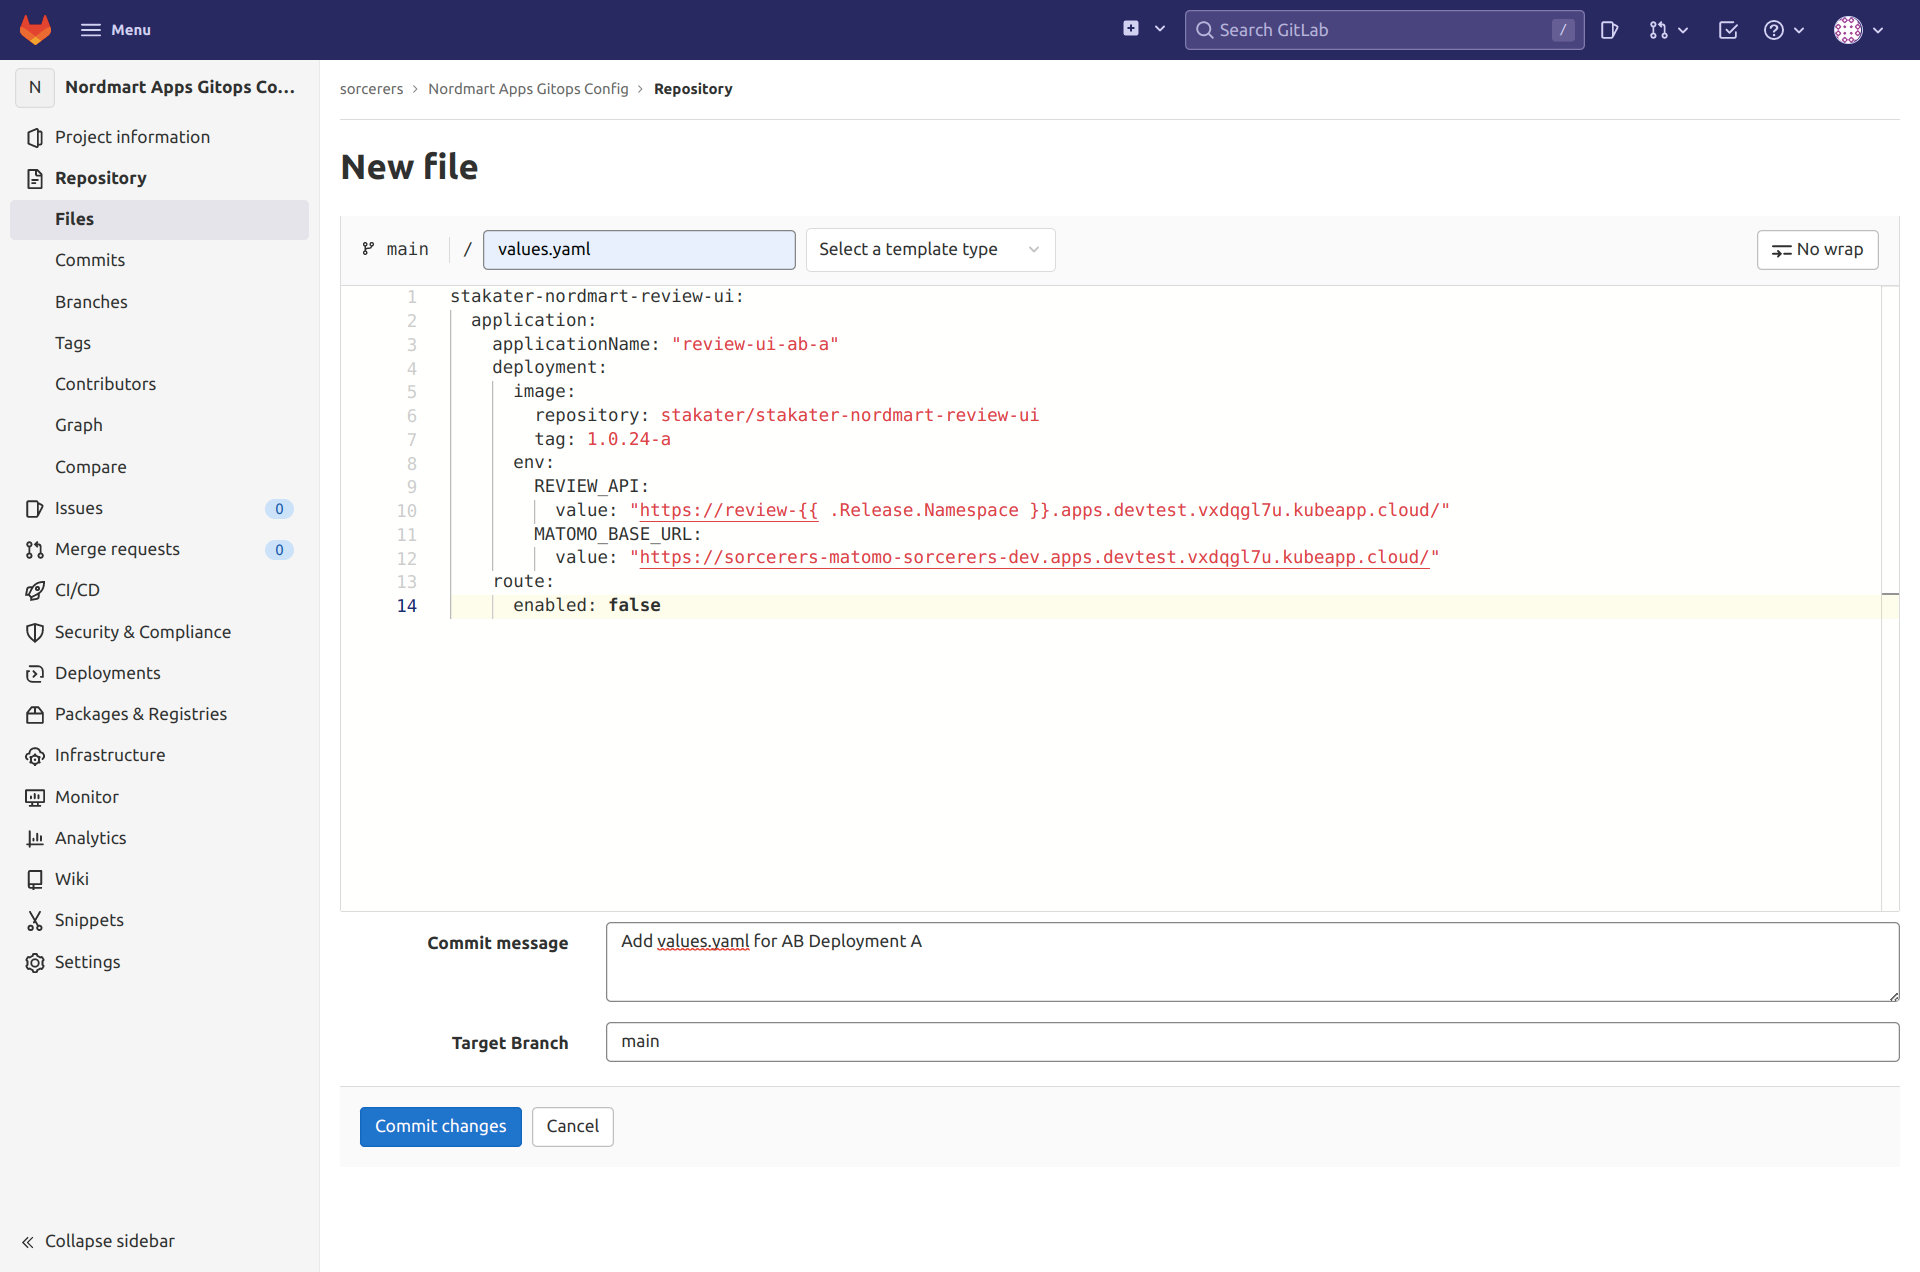 Menu
Search GitLab
/
N
Nordmart Apps Gitops Co...
Project information
Repository
Files
Commits
Branches
Tags
Contributors
Graph
Compare
Issues 0
Merge requests 0
CI/CD
Security & Compliance
Deployments
Packages & Registries
Infrastructure
Monitor
Analytics
Wiki
Snippets
Settings
Collapse sidebar
sorcerers > Nordmart Apps Gitops Config > Repository
New file
main / values.yaml Select a template type No wrap
1 stakater-nordmart-review-ui:
2   application:
3     applicationName: "review-ui-ab-a"
4     deployment:
5       image:
6         repository: stakater/stakater-nordmart-review-ui
7         tag: 1.0.24-a
8       env:
9         REVIEW_API:
10           value: "https://review-{{ .Release.Namespace }}.apps.devtest.vxdqgl7u.kubeapp.cloud/"
11         MATOMO_BASE_URL:
12           value: "https://sorcerers-matomo-sorcerers-dev.apps.devtest.vxdqgl7u.kubeapp.cloud/"
13     route:
14       enabled: false
Commit message
Add values.yaml for AB Deployment A
Target Branch
main
Commit changes
Cancel